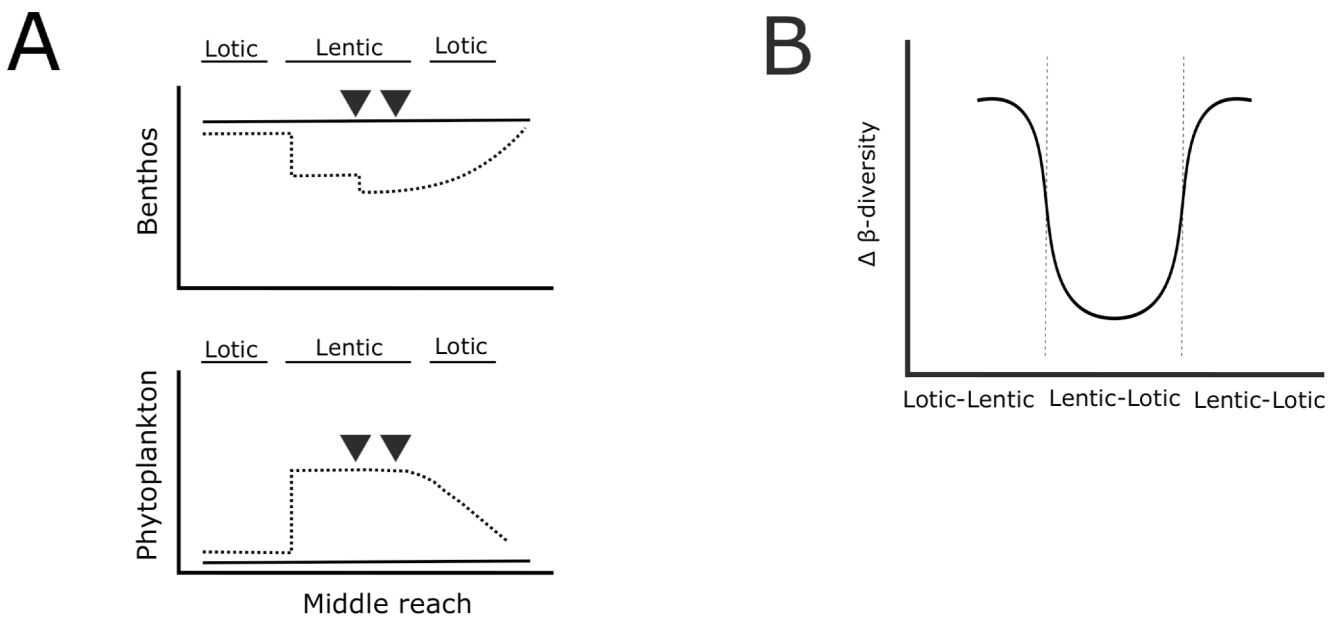 A
Lotic Lentic Lotic
Benthos
Lotic Lentic Lotic
Phytoplankton
Middle reach
B
Δ β-diversity
Lotic-Lentic Lentic-Lotic Lentic-Lotic